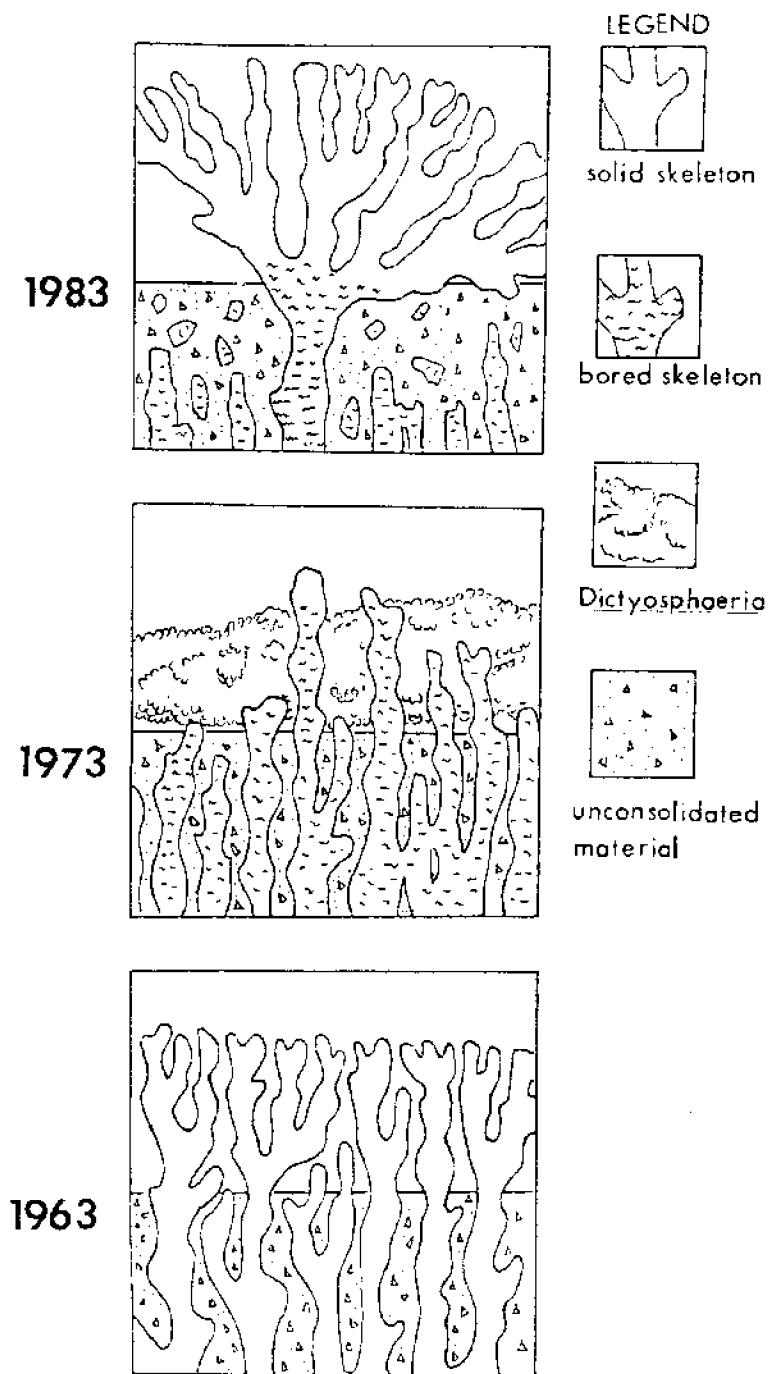 LEGEND
solid skeleton
bored skeleton
Dictyosphaeria
unconsolidated
material
1983
1973
1963